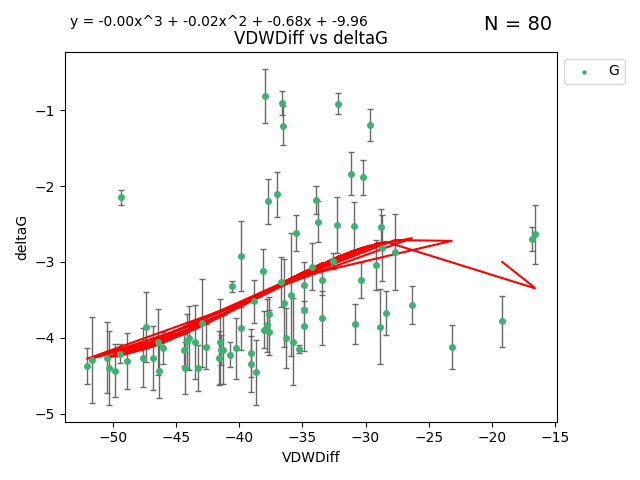 y = -0.00x^3 + -0.02x^2 + -0.68x + -9.96
N = 80
VDWDiff vs deltaG
G
deltaG
−1
−2
−3
−4
−5
−50 −45 −40 −35 −30 −25 −20 −15
VDWDiff